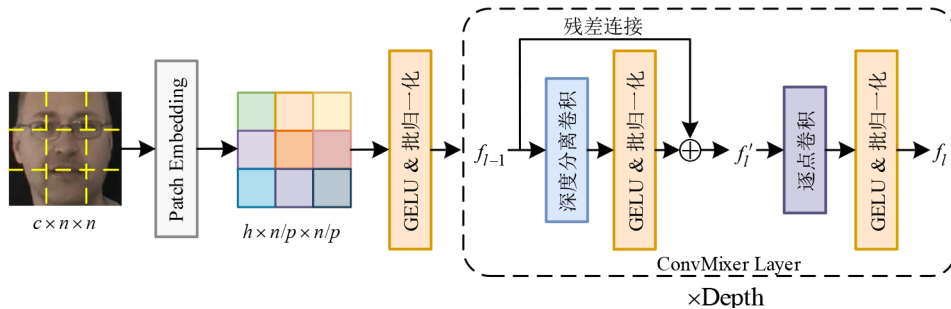 c × n × n
Patch Embedding
h × n/p × n/p
GELU & 批归一化
f_{l-1}
残差连接
深度分离卷积
GELU & 批归一化
f_l'
逐点卷积
GELU & 批归一化
f_l
ConvMixer Layer
×Depth